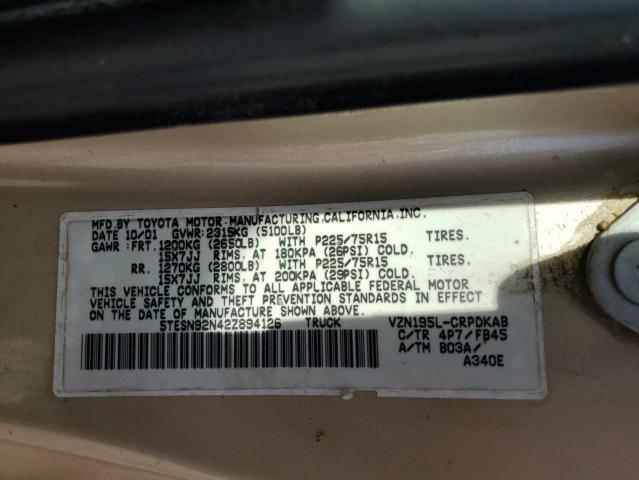 MFD.BY TOYOTA MOTOR MANUFACTURING,CALIFORNIA.INC.
DATE 10/01 GVWR:2315KG (5100LB)
GAWR :FRT.1200KG (2650LB) WITH P225/75R15 TIRES.
15X7JJ RIMS. AT 180KPA (26PSI) COLD.
RR. 1270KG (2800LB) WITH P225/75R15 TIRES.
15X7JJ RIMS. AT 200KPA (29PSI) COLD.
THIS VEHICLE CONFORMS TO ALL APPLICABLE FEDERAL MOTOR
VEHICLE SAFETY AND THEFT PREVENTION STANDARDS IN EFFECT
ON THE DATE OF MANUFACTURE SHOWN ABOVE.
5TESN92N42Z894126 TRUCK VZN195L-CRPDKAB
C/TR 4P7/FB45
A/TM B03A/
A340E